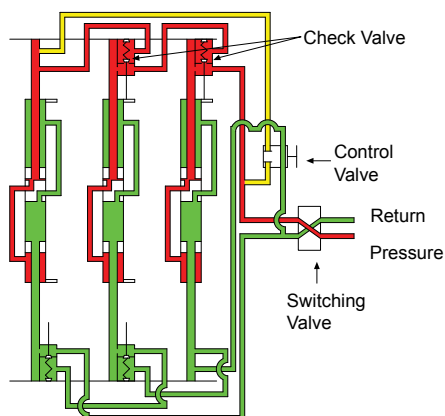 Check Valve
Control
Valve
Return
Pressure
Switching
Valve